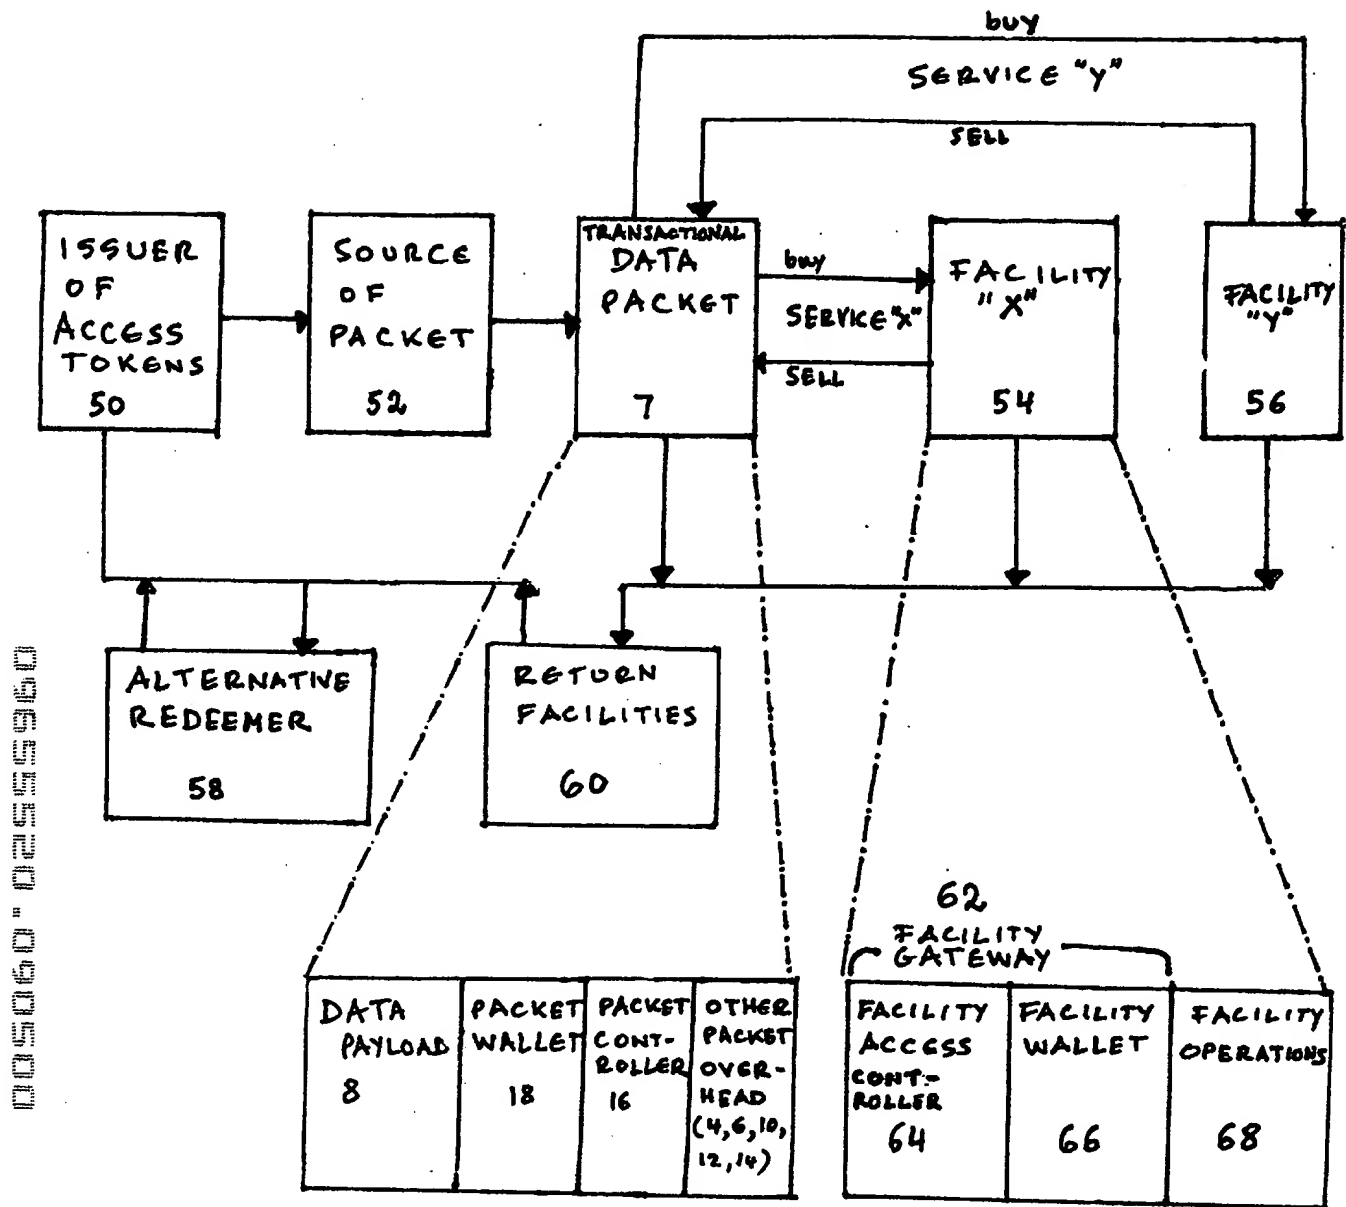 buy
SERVICE "Y"
SELL
ISSUER
OF
ACCESS
TOKENS
50
SOURCE
OF
PACKET
52
TRANSACTIONAL
DATA
PACKET
7
buy
SERVICE "X"
SELL
FACILITY
"X"
54
FACILITY
"Y"
56
ALTERNATIVE
REDEEMER
58
RETURN
FACILITIES
60
62
FACILITY
GATEWAY
DATA
PAYLOAD
8
PACKET
WALLET
18
PACKET
CONT-
ROLLER
16
OTHER
PACKET
OVER-
HEAD
(4,6,10,
12,14)
FACILITY
ACCESS
CONT-
ROLLER
64
FACILITY
WALLET
66
FACILITY
OPERATIONS
68
09655520.090500